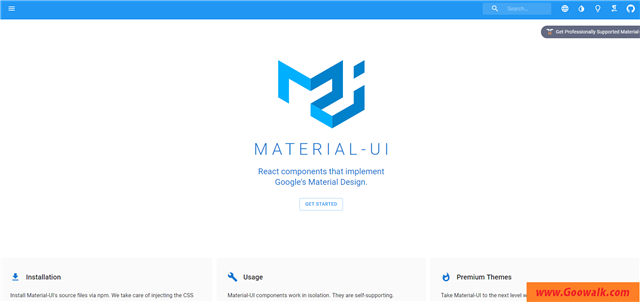 Search...
Get Professionally Supported Material-
MATERIAL-UI
React components that implement
Google's Material Design.
GET STARTED
Installation
Install Material-UI's source files via npm. We take care of injecting the CSS
Usage
Material-UI components work in isolation. They are self-supporting.
Premium Themes
Take Material-UI to the next level w
www.Goowalk.com